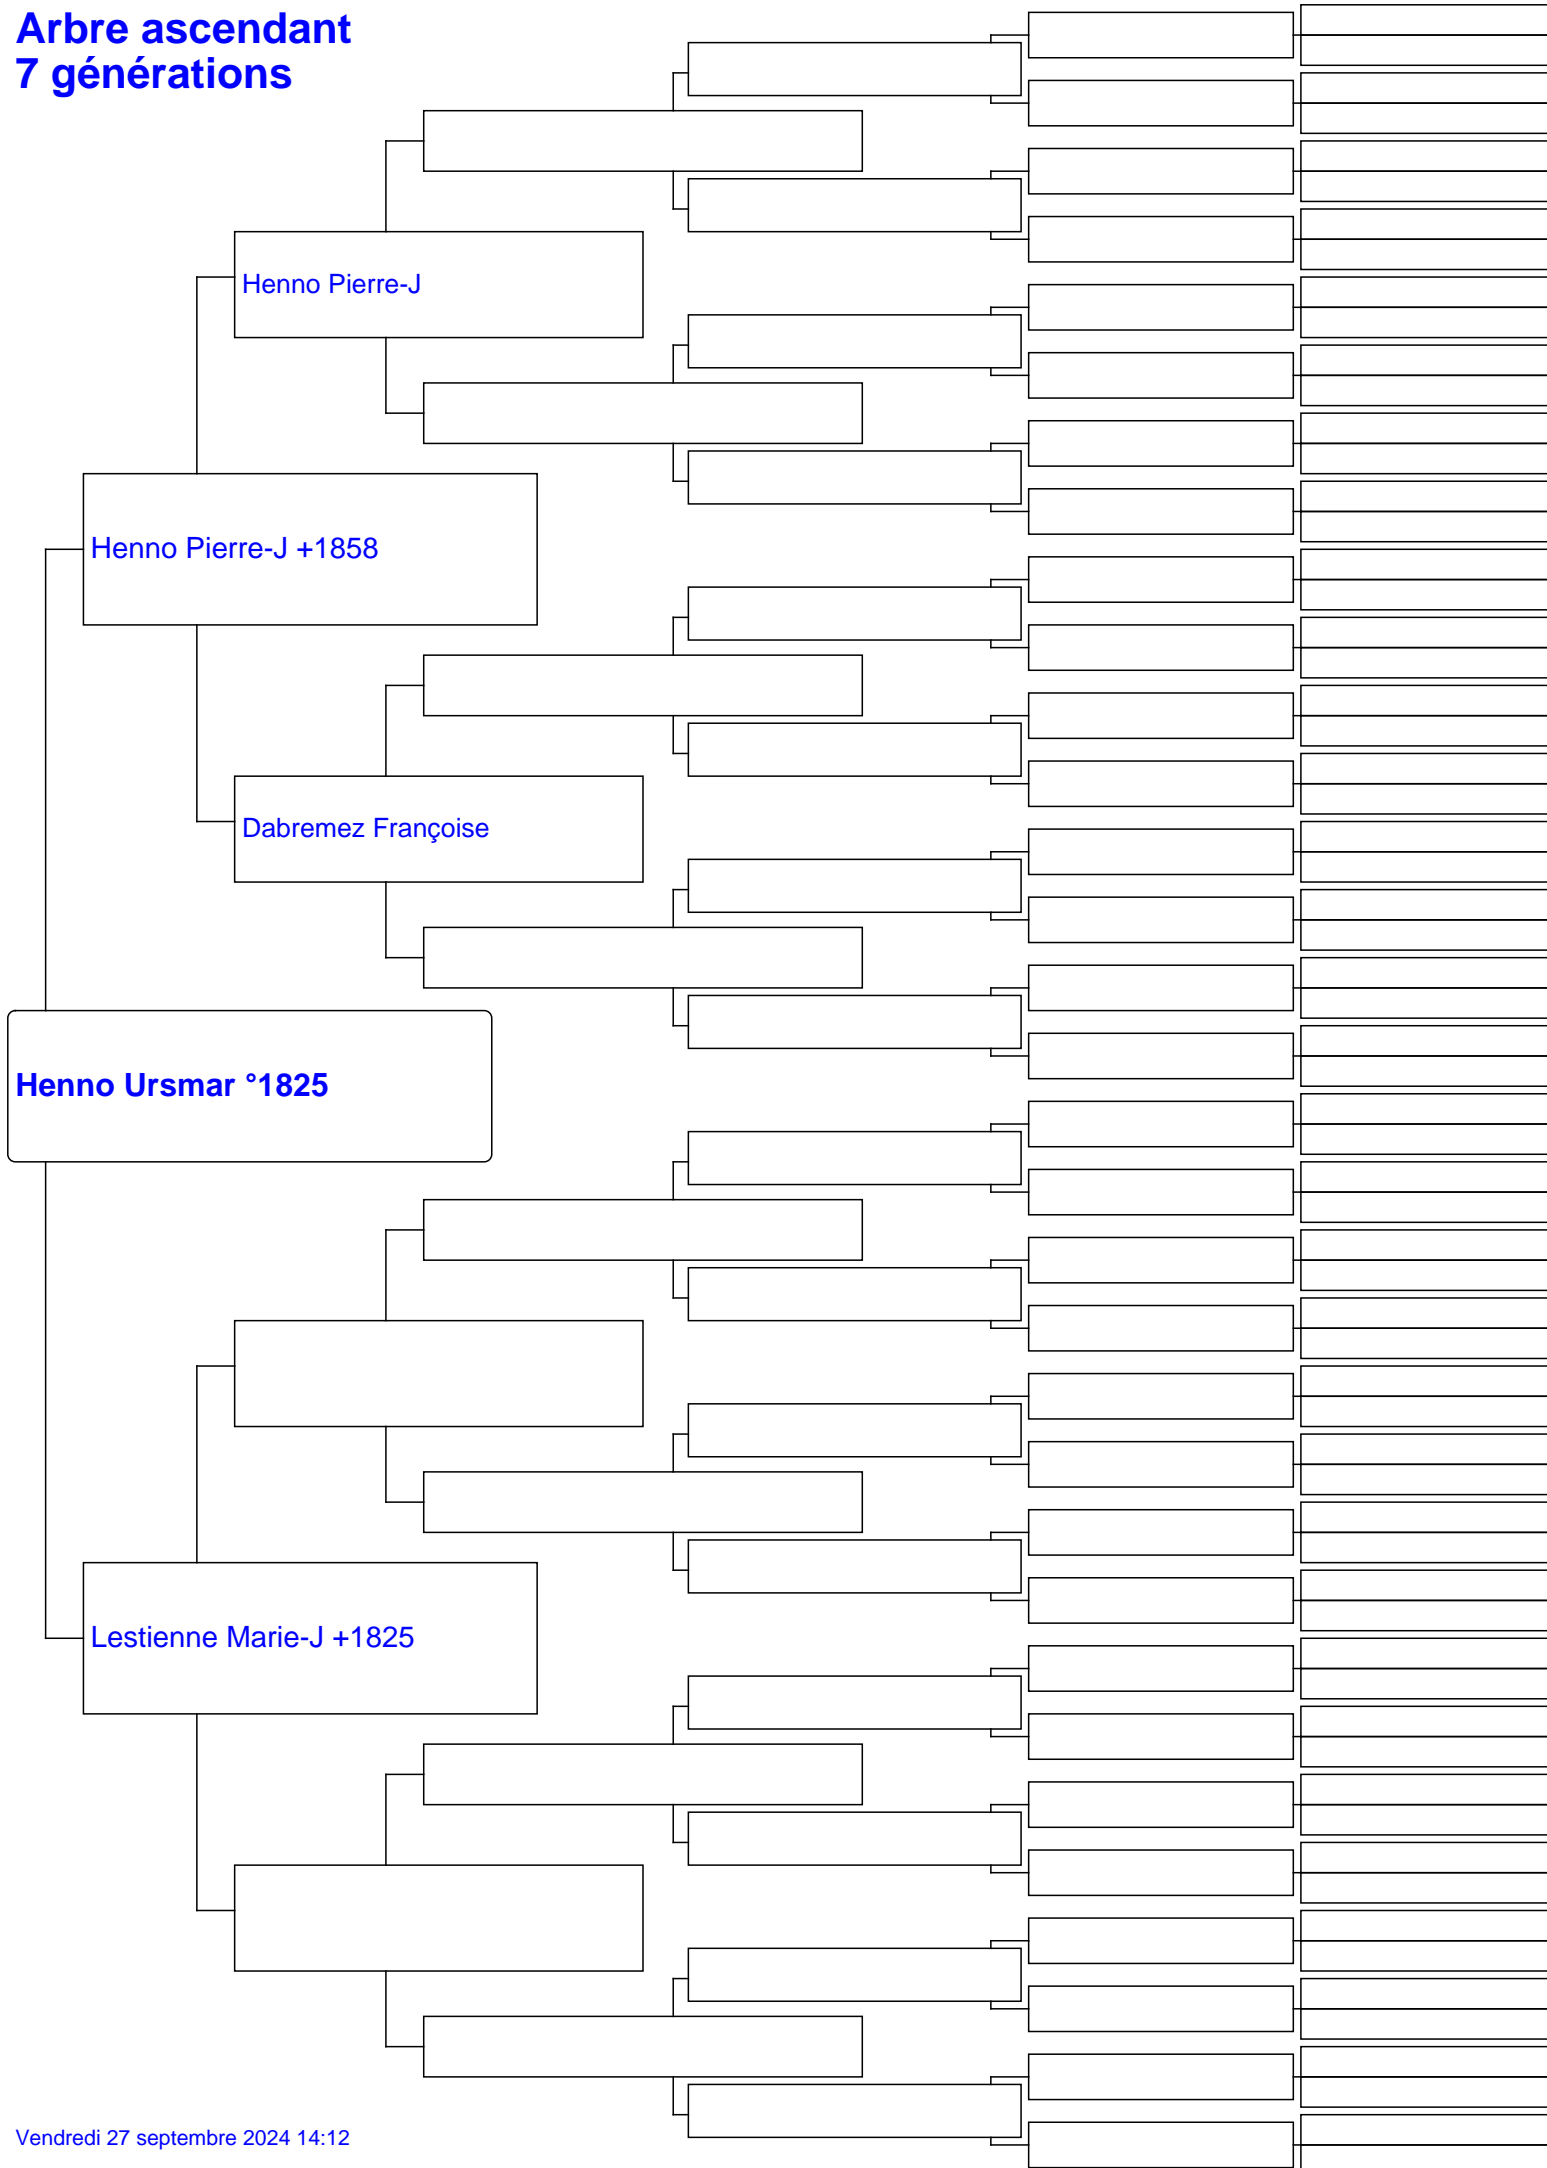 Arbre ascendant
7 générations
Henno Pierre-J
Henno Pierre-J +1858
Dabremez Françoise
Henno Ursmar °1825
Lestienne Marie-J +1825
Vendredi 27 septembre 2024 14:12